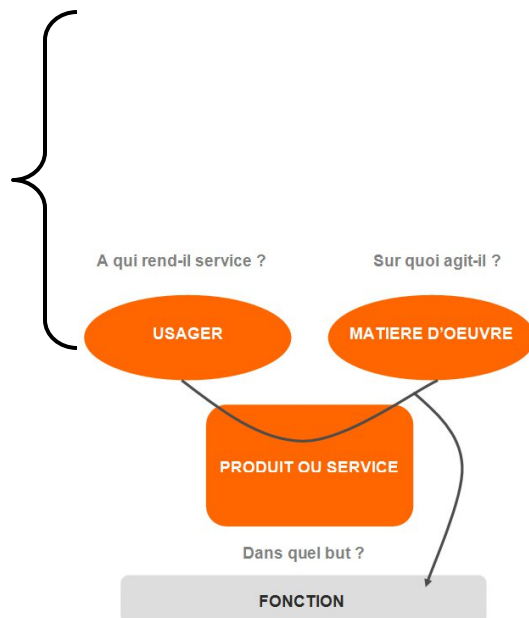 A qui rend-il service ?
Sur quoi agit-il ?
USAGER
MATIERE D'OEUVRE
PRODUIT OU SERVICE
Dans quel but ?
FONCTION